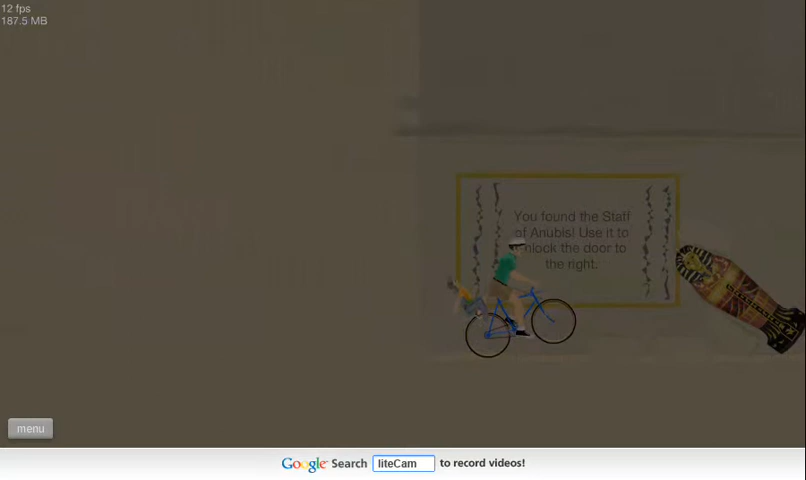 12 fps
187.5 MB
You found the Staff
of Anubis! Use it to
unlock the door to
the right.
menu
Google Search liteCam to record videos!